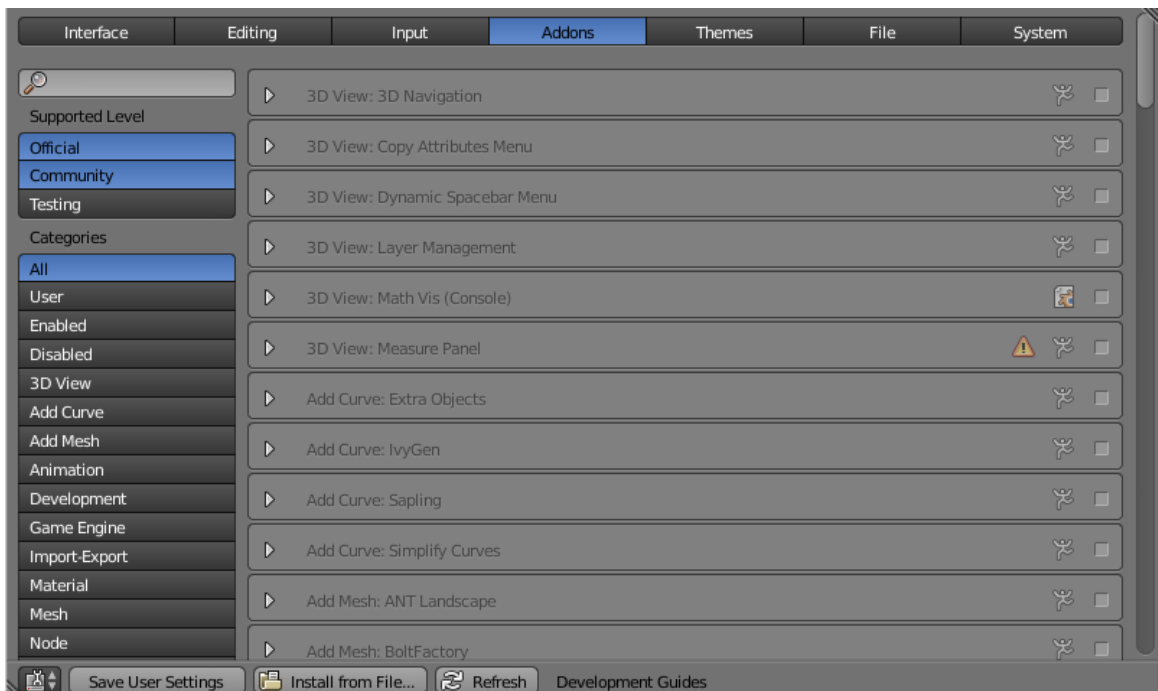 Interface Editing Input Addons Themes File System
Supported Level
Official
Community
Testing
Categories
All
User
Enabled
Disabled
3D View
Add Curve
Add Mesh
Animation
Development
Game Engine
Import-Export
Material
Mesh
Node
3D View: 3D Navigation
3D View: Copy Attributes Menu
3D View: Dynamic Spacebar Menu
3D View: Layer Management
3D View: Math Vis (Console)
3D View: Measure Panel
Add Curve: Extra Objects
Add Curve: IvyGen
Add Curve: Sapling
Add Curve: Simplify Curves
Add Mesh: ANT Landscape
Add Mesh: BoltFactory
Save User Settings Install from File... Refresh Development Guides